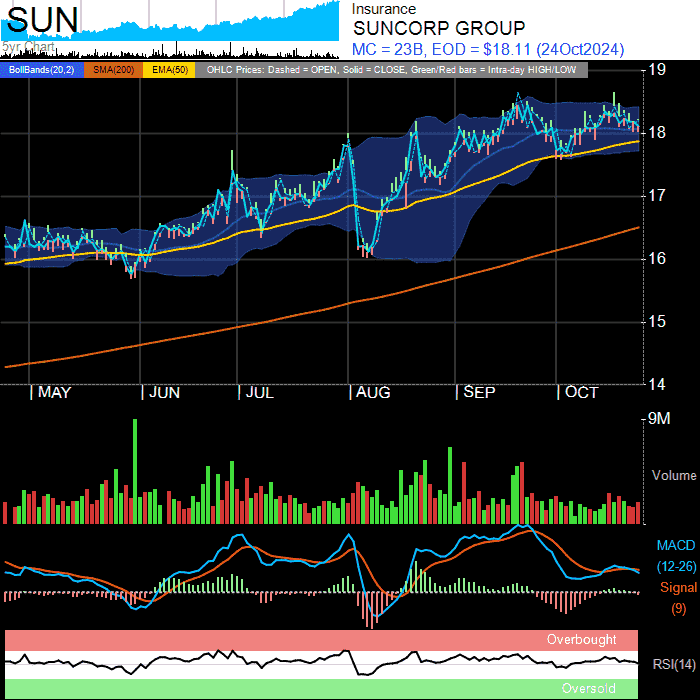 SUN
5yr Chart
Insurance
SUNCORP GROUP
MC = 23B, EOD = $18.11 (24Oct2024)
BollBands(20,2) SMA(200) EMA(50) OHLC Prices: Dashed = OPEN, Solid = CLOSE, Green/Red bars = Intra-day HIGH/LOW
19
18
17
16
15
14
MAY JUN JUL AUG SEP OCT
9M
Volume
MACD
(12-26)
Signal
(9)
Overbought
RSI(14)
Oversold